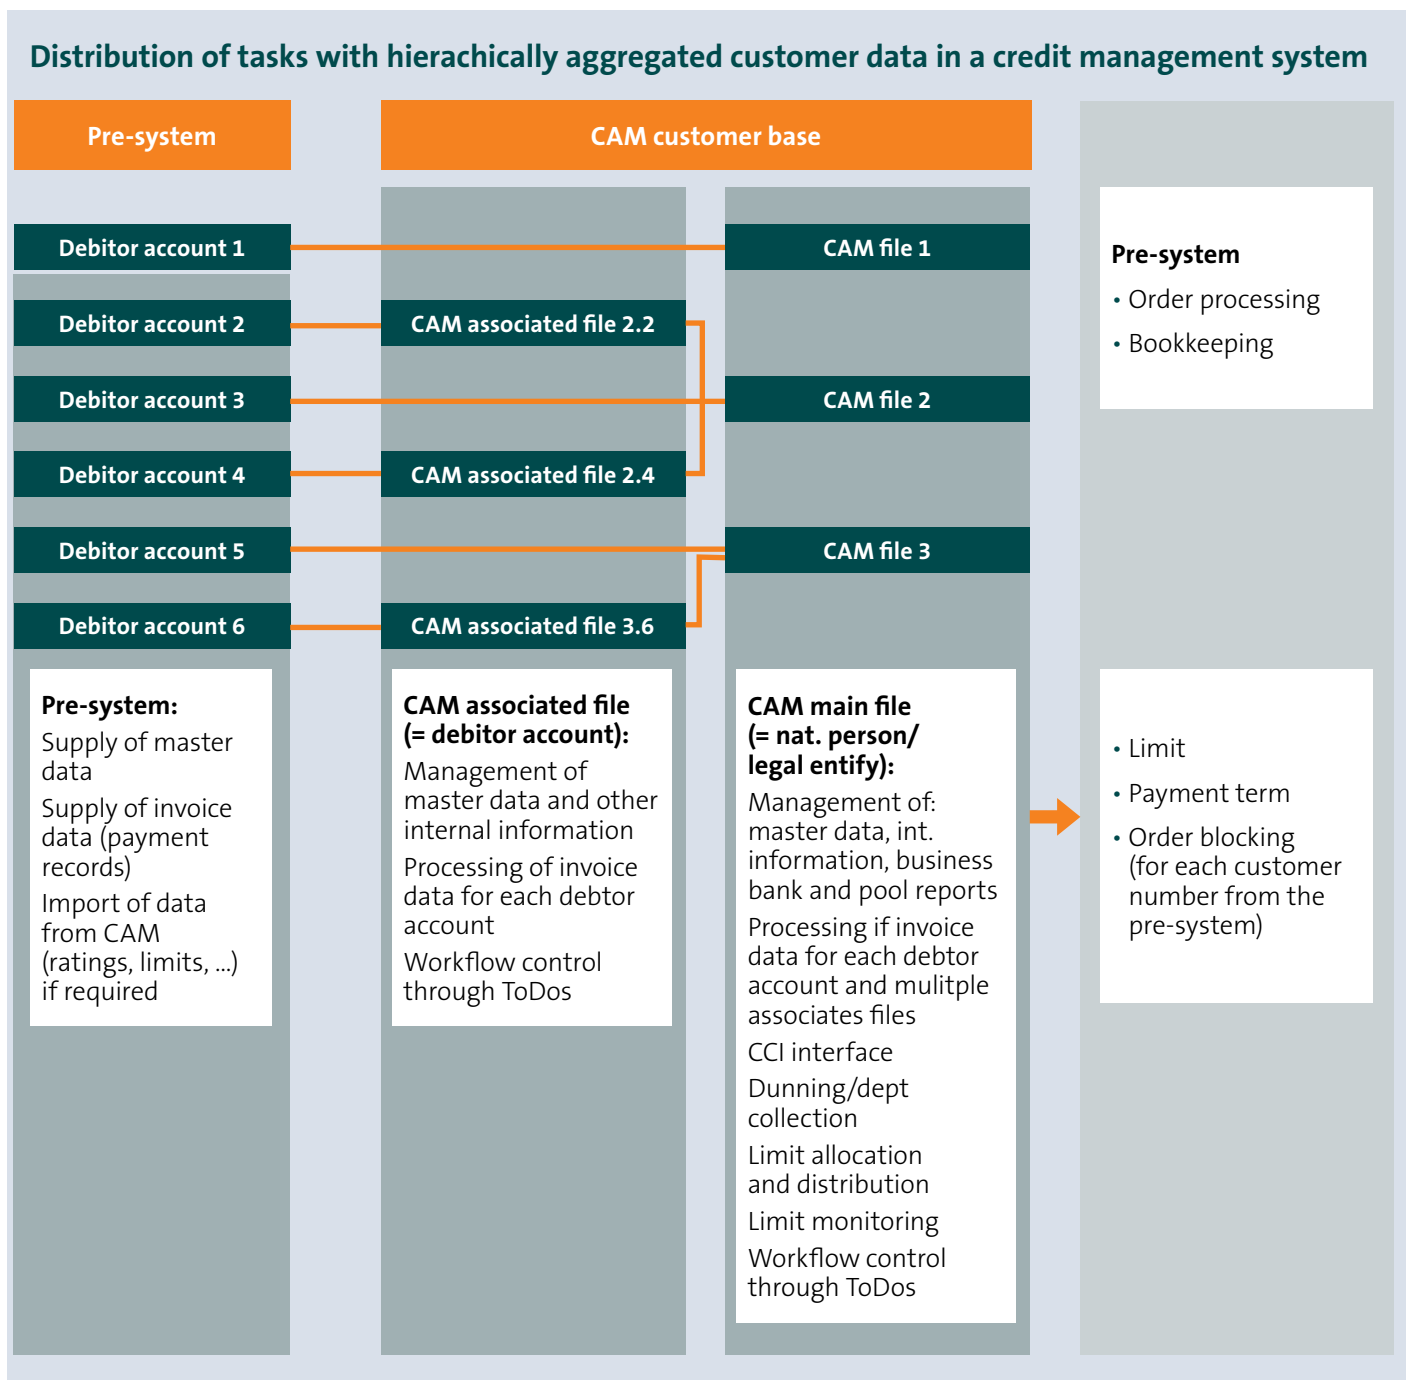 Distribution of tasks with hierachically aggregated customer data in a credit management system
Pre-system
CAM customer base
Debitor account 1
CAM file 1
Debitor account 2
CAM associated file 2.2
Debitor account 3
CAM file 2
Debitor account 4
CAM associated file 2.4
Debitor account 5
CAM file 3
Debitor account 6
CAM associated file 3.6
Pre-system:
Supply of master
data
Supply of invoice
data (payment
records)
Import of data
from CAM
(ratings, limits, ...)
if required
CAM associated file
(= debitor account):
Management of
master data and other
internal information
Processing of invoice
data for each debtor
account
Workflow control
through ToDos
CAM main file
(= nat. person/
legal entify):
Management of:
master data, int.
information, business
bank and pool reports
Processing if invoice
data for each debtor
account and mulitple
associates files
CCI interface
Dunning/dept
collection
Limit allocation
and distribution
Limit monitoring
Workflow control
through ToDos
Pre-system
• Order processing
• Bookkeeping
• Limit
• Payment term
• Order blocking
(for each customer
number from the
pre-system)